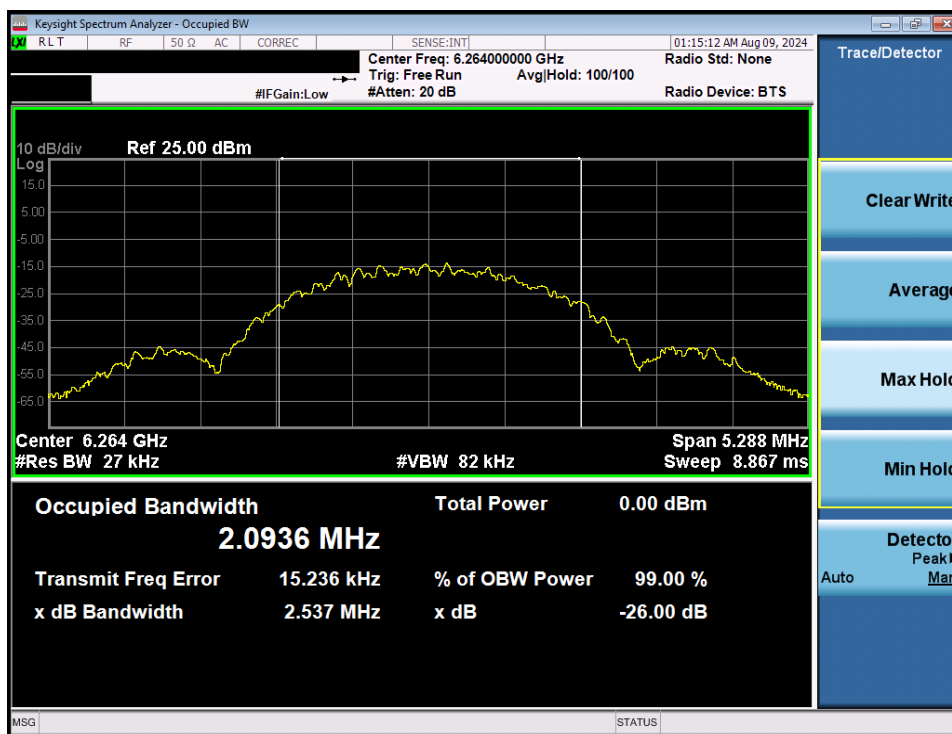 Keysight Spectrum Analyzer - Occupied BW
LXI RLT RF 50 Ω AC CORREC SENSE:INT 01:15:12 AM Aug 09, 2024
Center Freq: 6.264000000 GHz Radio Std: None
Trig: Free Run Avg|Hold: 100/100
#IFGain:Low #Atten: 20 dB Radio Device: BTS
Trace/Detector
10 dB/div Ref 25.00 dBm
Log
15.0
5.00
-5.00
-15.0
-25.0
-35.0
-45.0
-55.0
-65.0
Center 6.264 GHz Span 5.288 MHz
#Res BW 27 kHz #VBW 82 kHz Sweep 8.867 ms
Occupied Bandwidth Total Power 0.00 dBm
2.0936 MHz
Transmit Freq Error 15.236 kHz % of OBW Power 99.00 %
x dB Bandwidth 2.537 MHz x dB -26.00 dB
Clear Write
Average
Max Hold
Min Hold
Detector
Peak
Auto Man
MSG STATUS